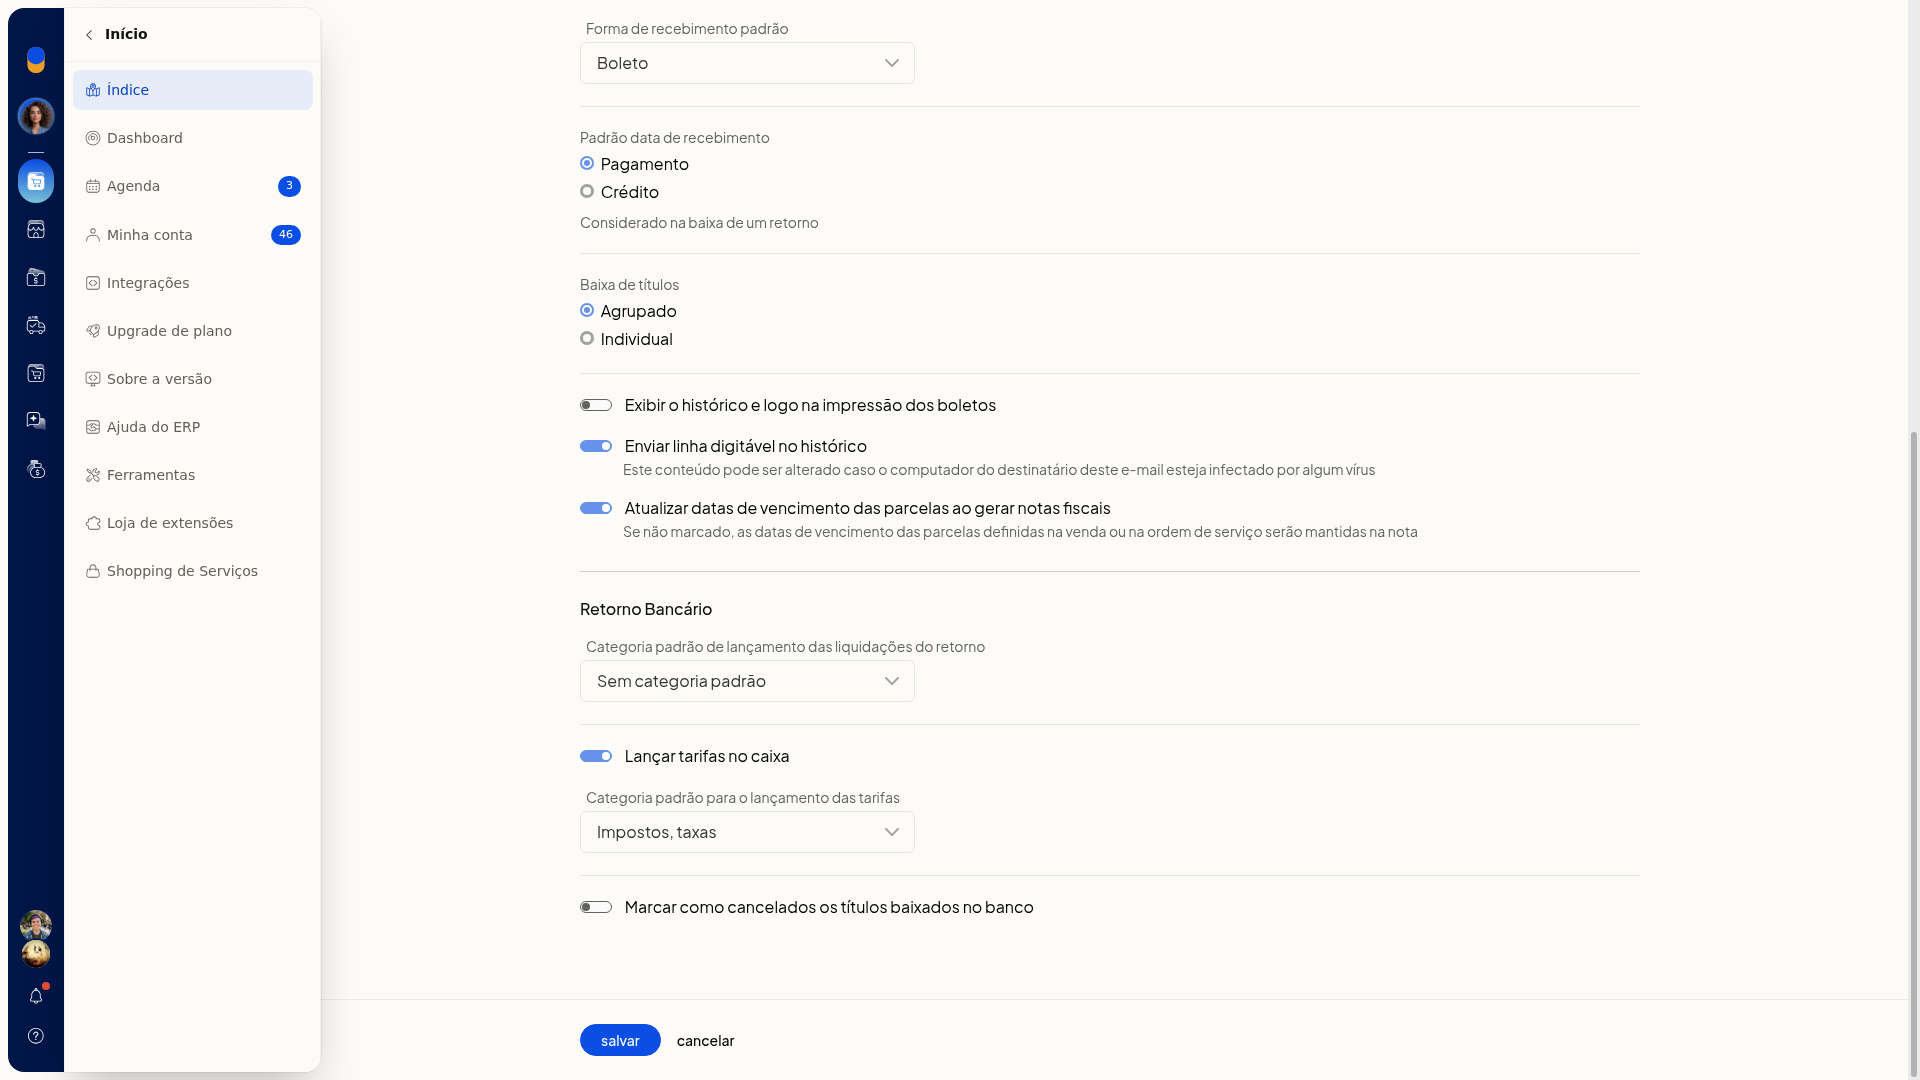 Início
Índice
Dashboard
Agenda
3
Minha conta
46
Integrações
Upgrade de plano
Sobre a versão
Ajuda do ERP
Ferramentas
Loja de extensões
Shopping de Serviços
Forma de recebimento padrão
Boleto
Padrão data de recebimento
Pagamento
Crédito
Considerado na baixa de um retorno
Baixa de títulos
Agrupado
Individual
Exibir o histórico e logo na impressão dos boletos
Enviar linha digitável no histórico
Este conteúdo pode ser alterado caso o computador do destinatário deste e-mail esteja infectado por algum vírus
Atualizar datas de vencimento das parcelas ao gerar notas fiscais
Se não marcado, as datas de vencimento das parcelas definidas na venda ou na ordem de serviço serão mantidas na nota
Retorno Bancário
Categoria padrão de lançamento das liquidações do retorno
Sem categoria padrão
Lançar tarifas no caixa
Categoria padrão para o lançamento das tarifas
Impostos, taxas
Marcar como cancelados os títulos baixados no banco
salvar
cancelar